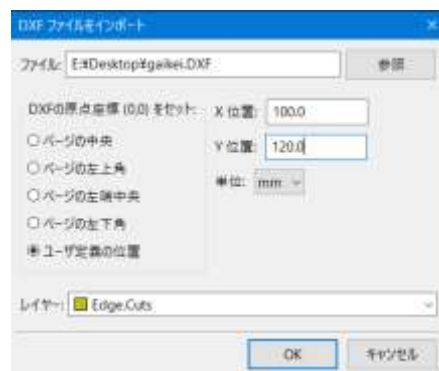 DXF ファイルをインポート
ファイル: E:¥Desktop¥gaikei.DXF 参照
DXFの原点座標 (0,0) をセット: X 位置: 100.0
ページの中央 Y 位置: 120.0
ページの左上角 単位: mm
ページの左端中央
ページの左下角
ユーザ定義の位置
レイヤー: Edge.Cuts
OK キャンセル